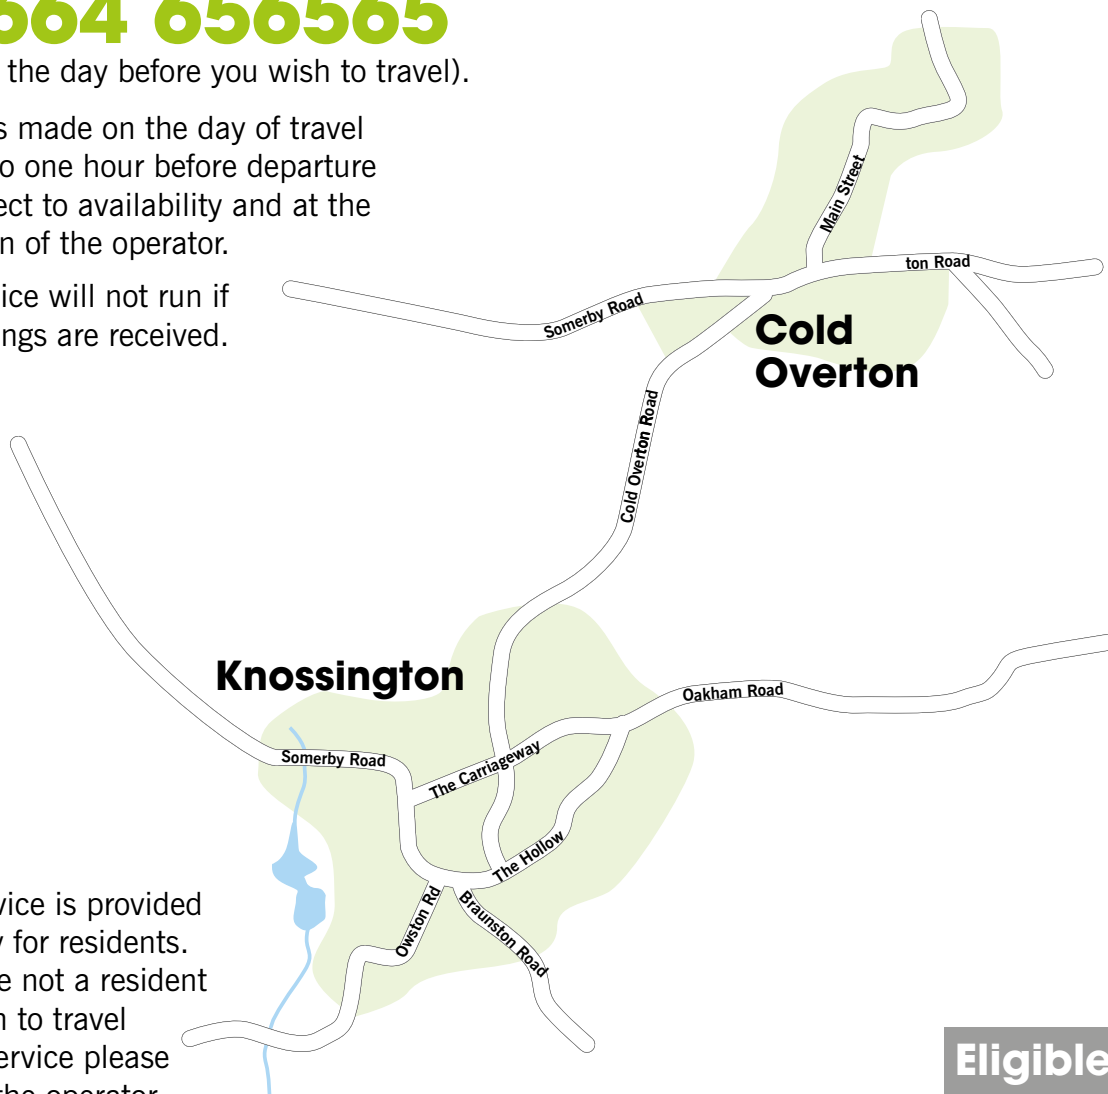 564 656565
the day before you wish to travel).
s made on the day of travel
o one hour before departure
ect to availability and at the
n of the operator.
ice will not run if
ngs are received.
Main Street
ton Road
Somerby Road
Cold
Overton
Cold Overton Road
Knossington
Oakham Road
Somerby Road
The Carriageway
The Hollow
Owston Rd
Braunston Road
vice is provided
y for residents.
e not a resident
n to travel
ervice please
the operator
Eligible